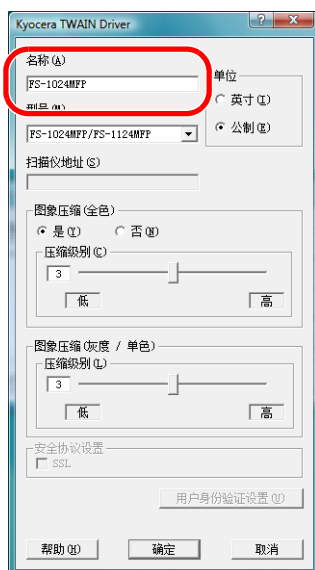 Kyocera TWAIN Driver
名称(A)
FS-1024MFP
单位
英寸(I)
公制(E)
型号(M)
FS-1024MFP/FS-1124MFP
扫描仪地址(S)
图象压缩(全色)
是(Y) 否(N)
压缩级别(C)
3
低 高
图象压缩(灰度 / 单色)
压缩级别(L)
3
低 高
安全协议设置
SSL
用户身份验证设置(U)
帮助(H) 确定 取消